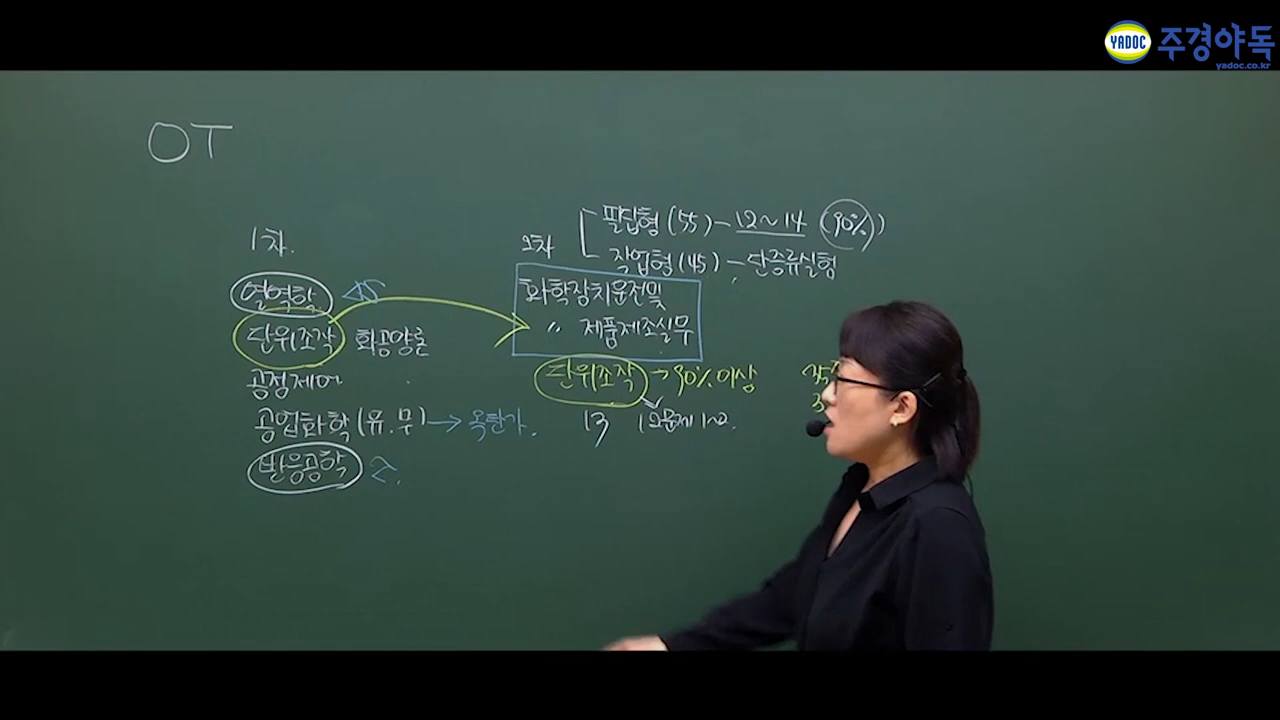 YADOC 주경야독
yadoc.co.kr
OT
1차.
열역학 ΔS
단위조작 화공양론
공정제어
공업화학(유.무) → 옥탄가.
반응공학 2.
2차
필답형(55) - 12~14 (90%)
작업형(45) - 단증류실험
화학장치운전및
〃 제품제조실무
단위조작 → 90%이상
13 12문제 1~2.